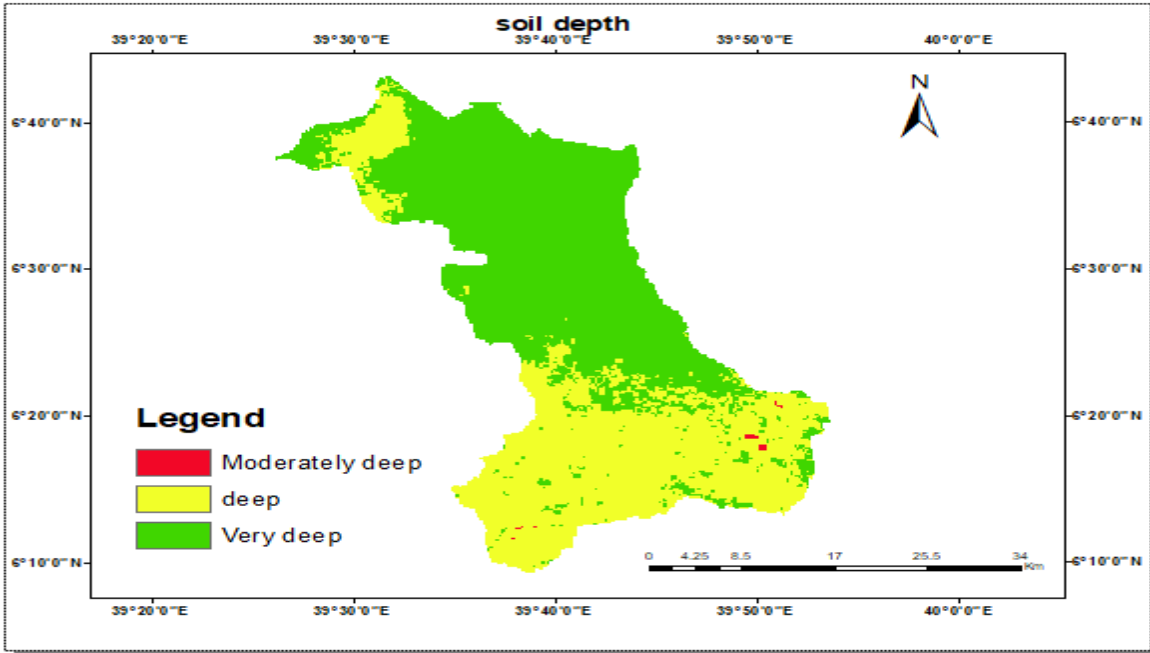 soil depth
39°20'0"E 39°30'0"E 39°40'0"E 39°50'0"E 40°0'0"E
N
6°40'0"N 6°40'0"N
6°30'0"N 6°30'0"N
6°20'0"N 6°20'0"N
Legend
Moderately deep
deep
Very deep
0 4.25 8.5 17 25.5 34
Km
6°10'0"N 6°10'0"N
39°20'0"E 39°30'0"E 39°40'0"E 39°50'0"E 40°0'0"E